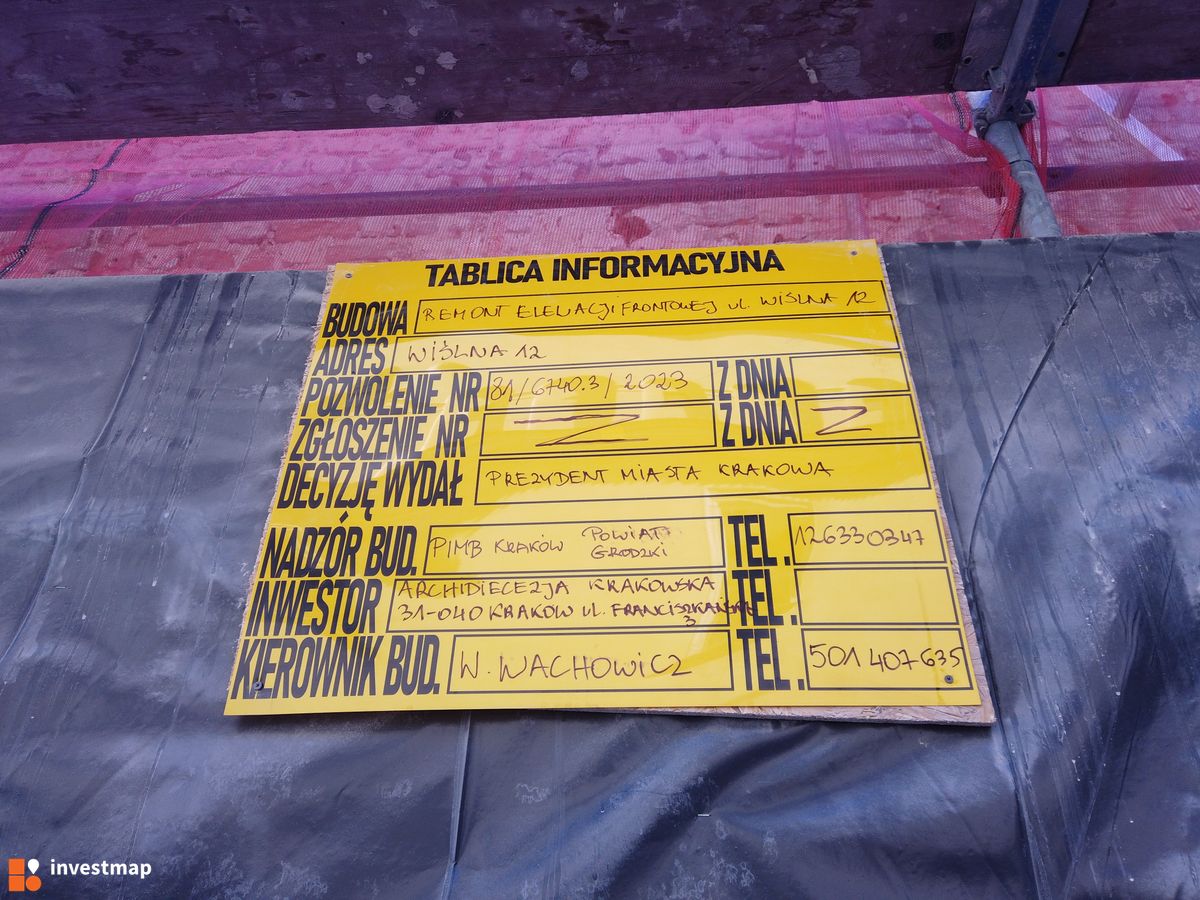 TABLICA INFORMACYJNA
BUDOWA REMONT ELEWACJI FRONTOWEJ ul. WIŚLNA 12
ADRES WIŚLNA 12
POZWOLENIE NR 81/6740.3/2023 Z DNIA
ZGŁOSZENIE NR Z Z DNIA Z
DECYZJĘ WYDAŁ PREZYDENT MIASTA KRAKOWA
NADZÓR BUD. PIMB KRAKÓW POWIAT TEL. 126330347
GRODZKI
INWESTOR ARCHIDIECEZJA KRAKOWSKA TEL.
31-040 KRAKÓW ul. FRANCISZKAŃSKA
3
KIEROWNIK BUD. W. WACHOWICZ TEL. 501 407 635
investmap